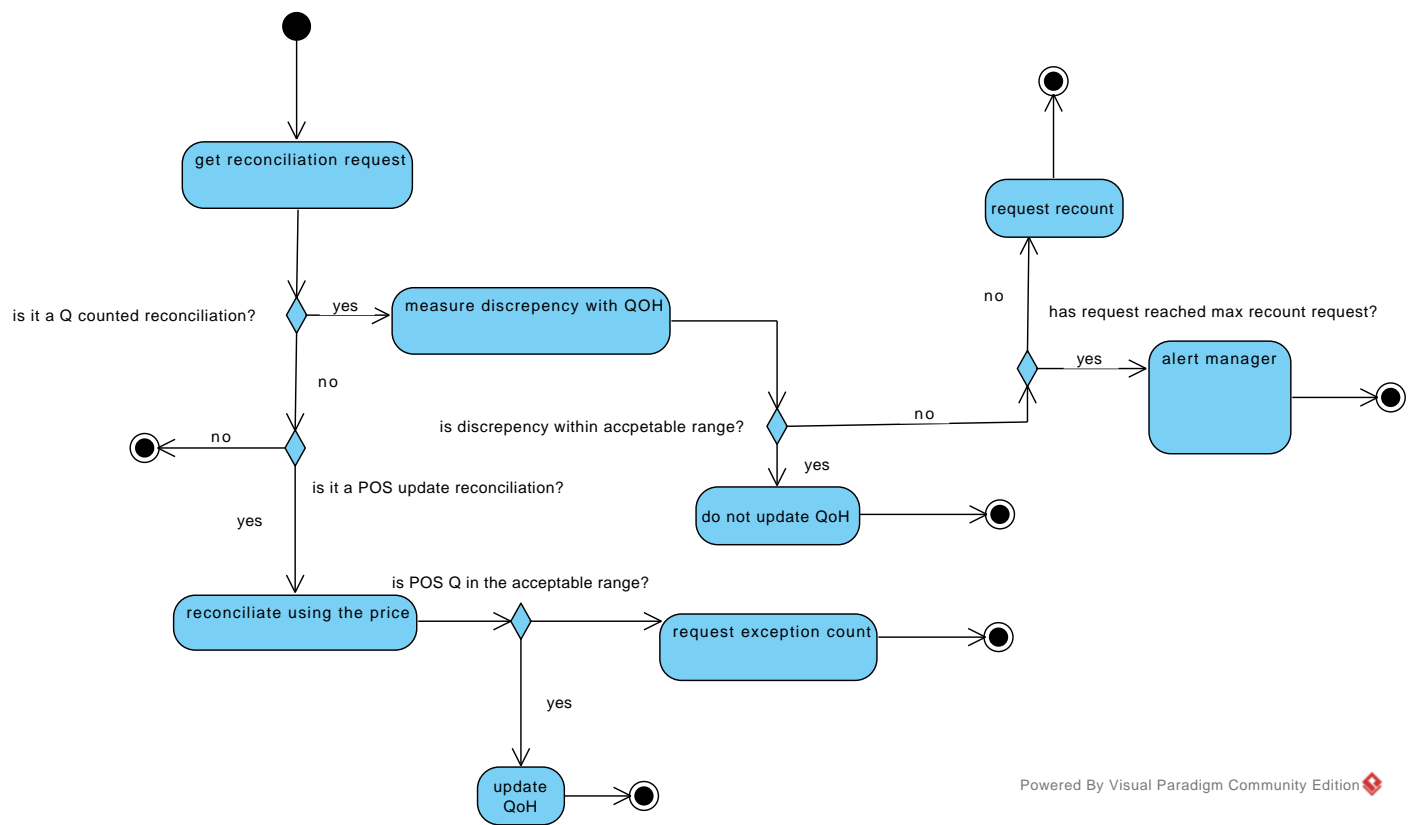 get reconciliation request
request recount
no
is it a Q counted reconciliation?
yes
measure discrepency with QOH
has request reached max recount request?
yes
alert manager
no
no
is discrepency within accpetable range?
no
yes
is it a POS update reconciliation?
do not update QoH
yes
is POS Q in the acceptable range?
reconciliate using the price
request exception count
yes
update
QoH
Powered By Visual Paradigm Community Edition